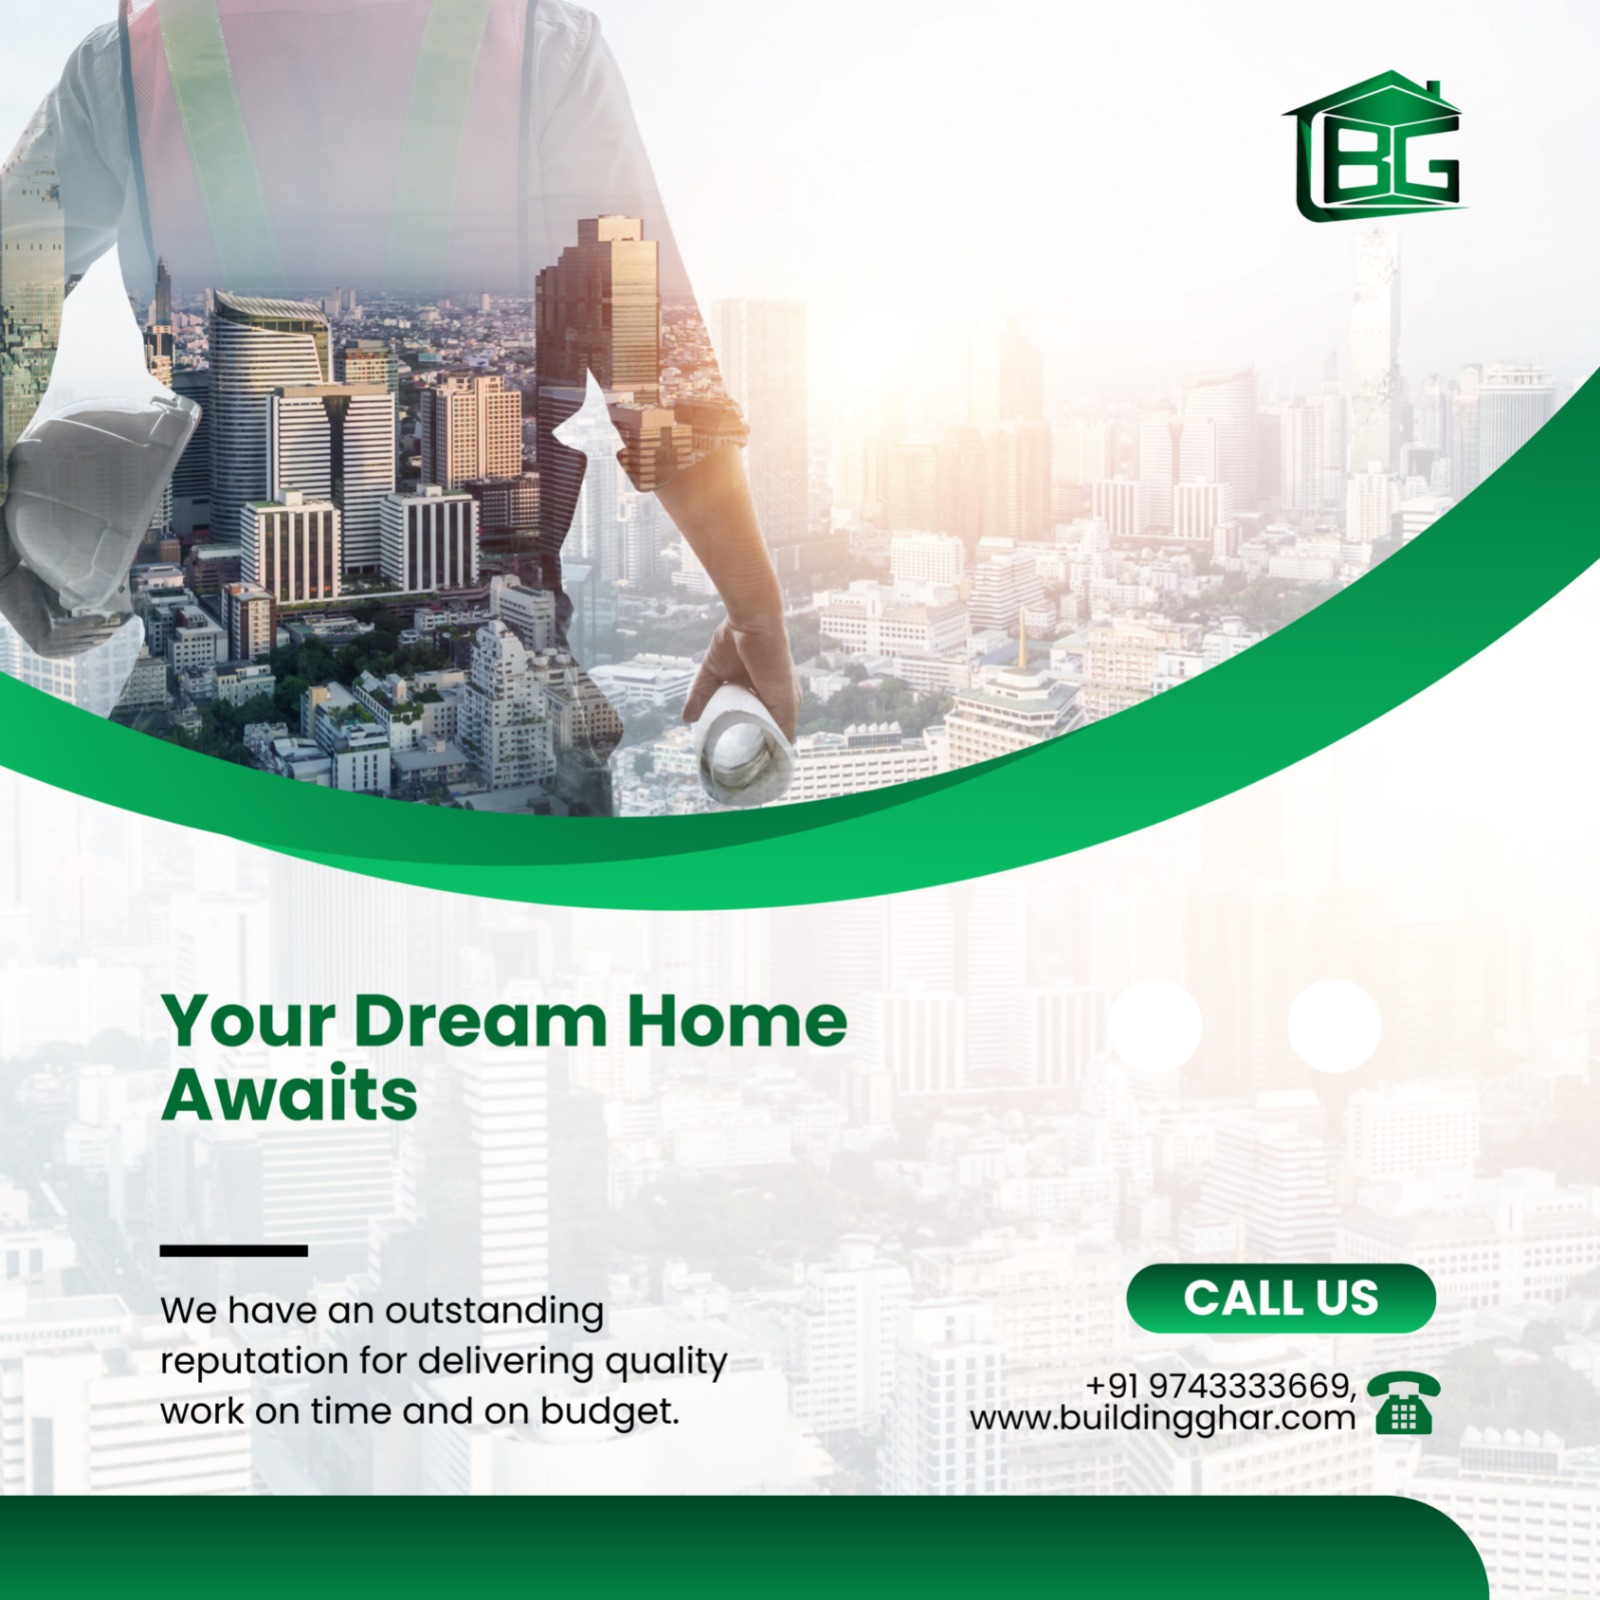 BG
Your Dream Home
Awaits
We have an outstanding
reputation for delivering quality
work on time and on budget.
CALL US
+91 9743333669,
www.buildingghar.com